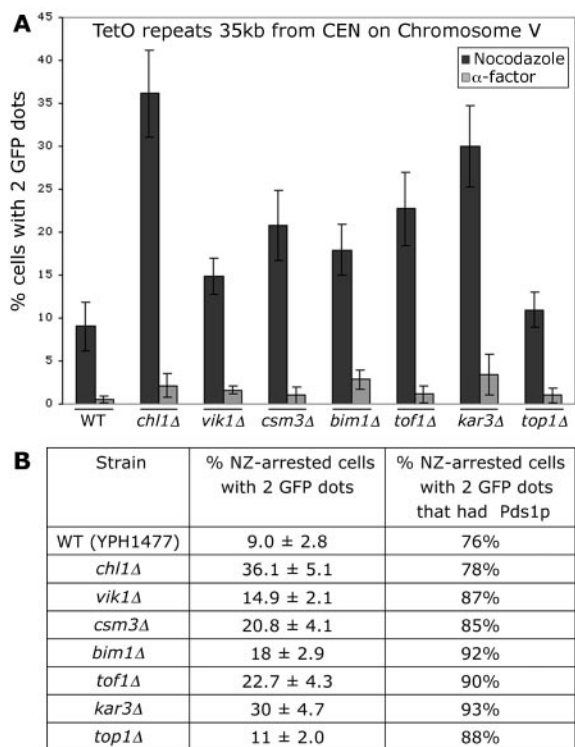 A
TetO repeats 35kb from CEN on Chromosome V
Nocodazole
α-factor
% cells with 2 GFP dots
45
40
35
30
25
20
15
10
5
0
WT chl1Δ vik1Δ csm3Δ bim1Δ tof1Δ kar3Δ top1Δ
B
Strain % NZ-arrested cells with 2 GFP dots % NZ-arrested cells with 2 GFP dots that had Pds1p
WT (YPH1477) 9.0 ± 2.8 76%
chl1Δ 36.1 ± 5.1 78%
vik1Δ 14.9 ± 2.1 87%
csm3Δ 20.8 ± 4.1 85%
bim1Δ 18 ± 2.9 92%
tof1Δ 22.7 ± 4.3 90%
kar3Δ 30 ± 4.7 93%
top1Δ 11 ± 2.0 88%